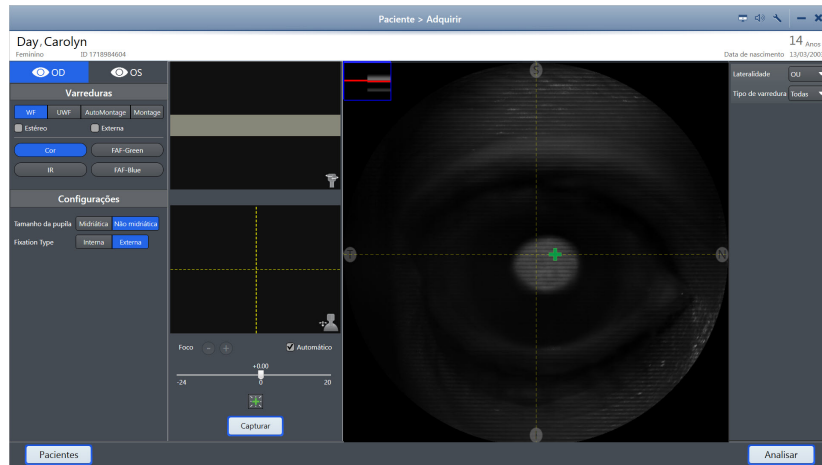 Paciente > Adquirir
Day, Carolyn
Feminino ID 1718984604
14 Anos
Data de nascimento 13/03/200
OD OS
Varreduras
WF UWF AutoMontage Montage
Estéreo Externa
Cor FAF-Green
IR FAF-Blue
Configurações
Tamanho da pupila Midriática Não midriática
Fixation Type Interna Externa
Foco - + Automático
+0.00
-24 0 20
Capturar
S
T N
I
Lateralidade OU
Tipo de varredura Todas
Pacientes
Analisar